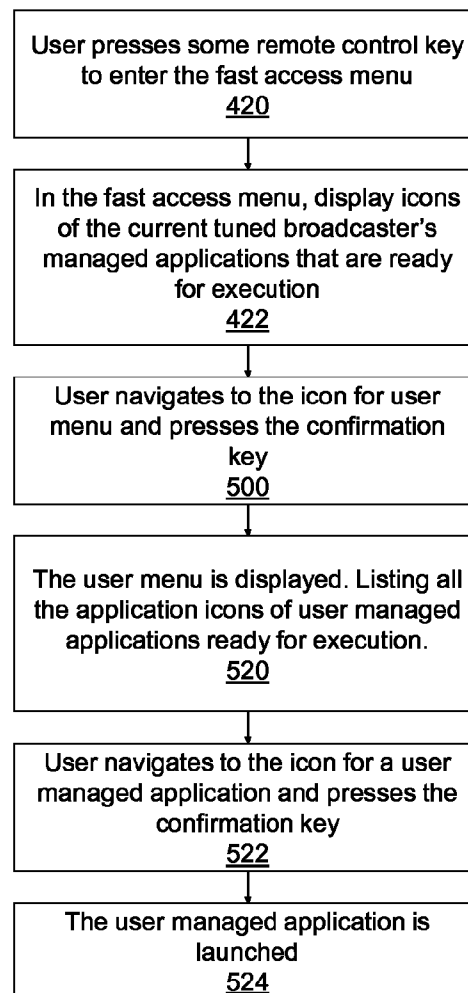 User presses some remote control key
to enter the fast access menu
420
In the fast access menu, display icons
of the current tuned broadcaster's
managed applications that are ready
for execution
422
User navigates to the icon for user
menu and presses the confirmation
key
500
The user menu is displayed. Listing all
the application icons of user managed
applications ready for execution.
520
User navigates to the icon for a user
managed application and presses the
confirmation key
522
The user managed application is
launched
524